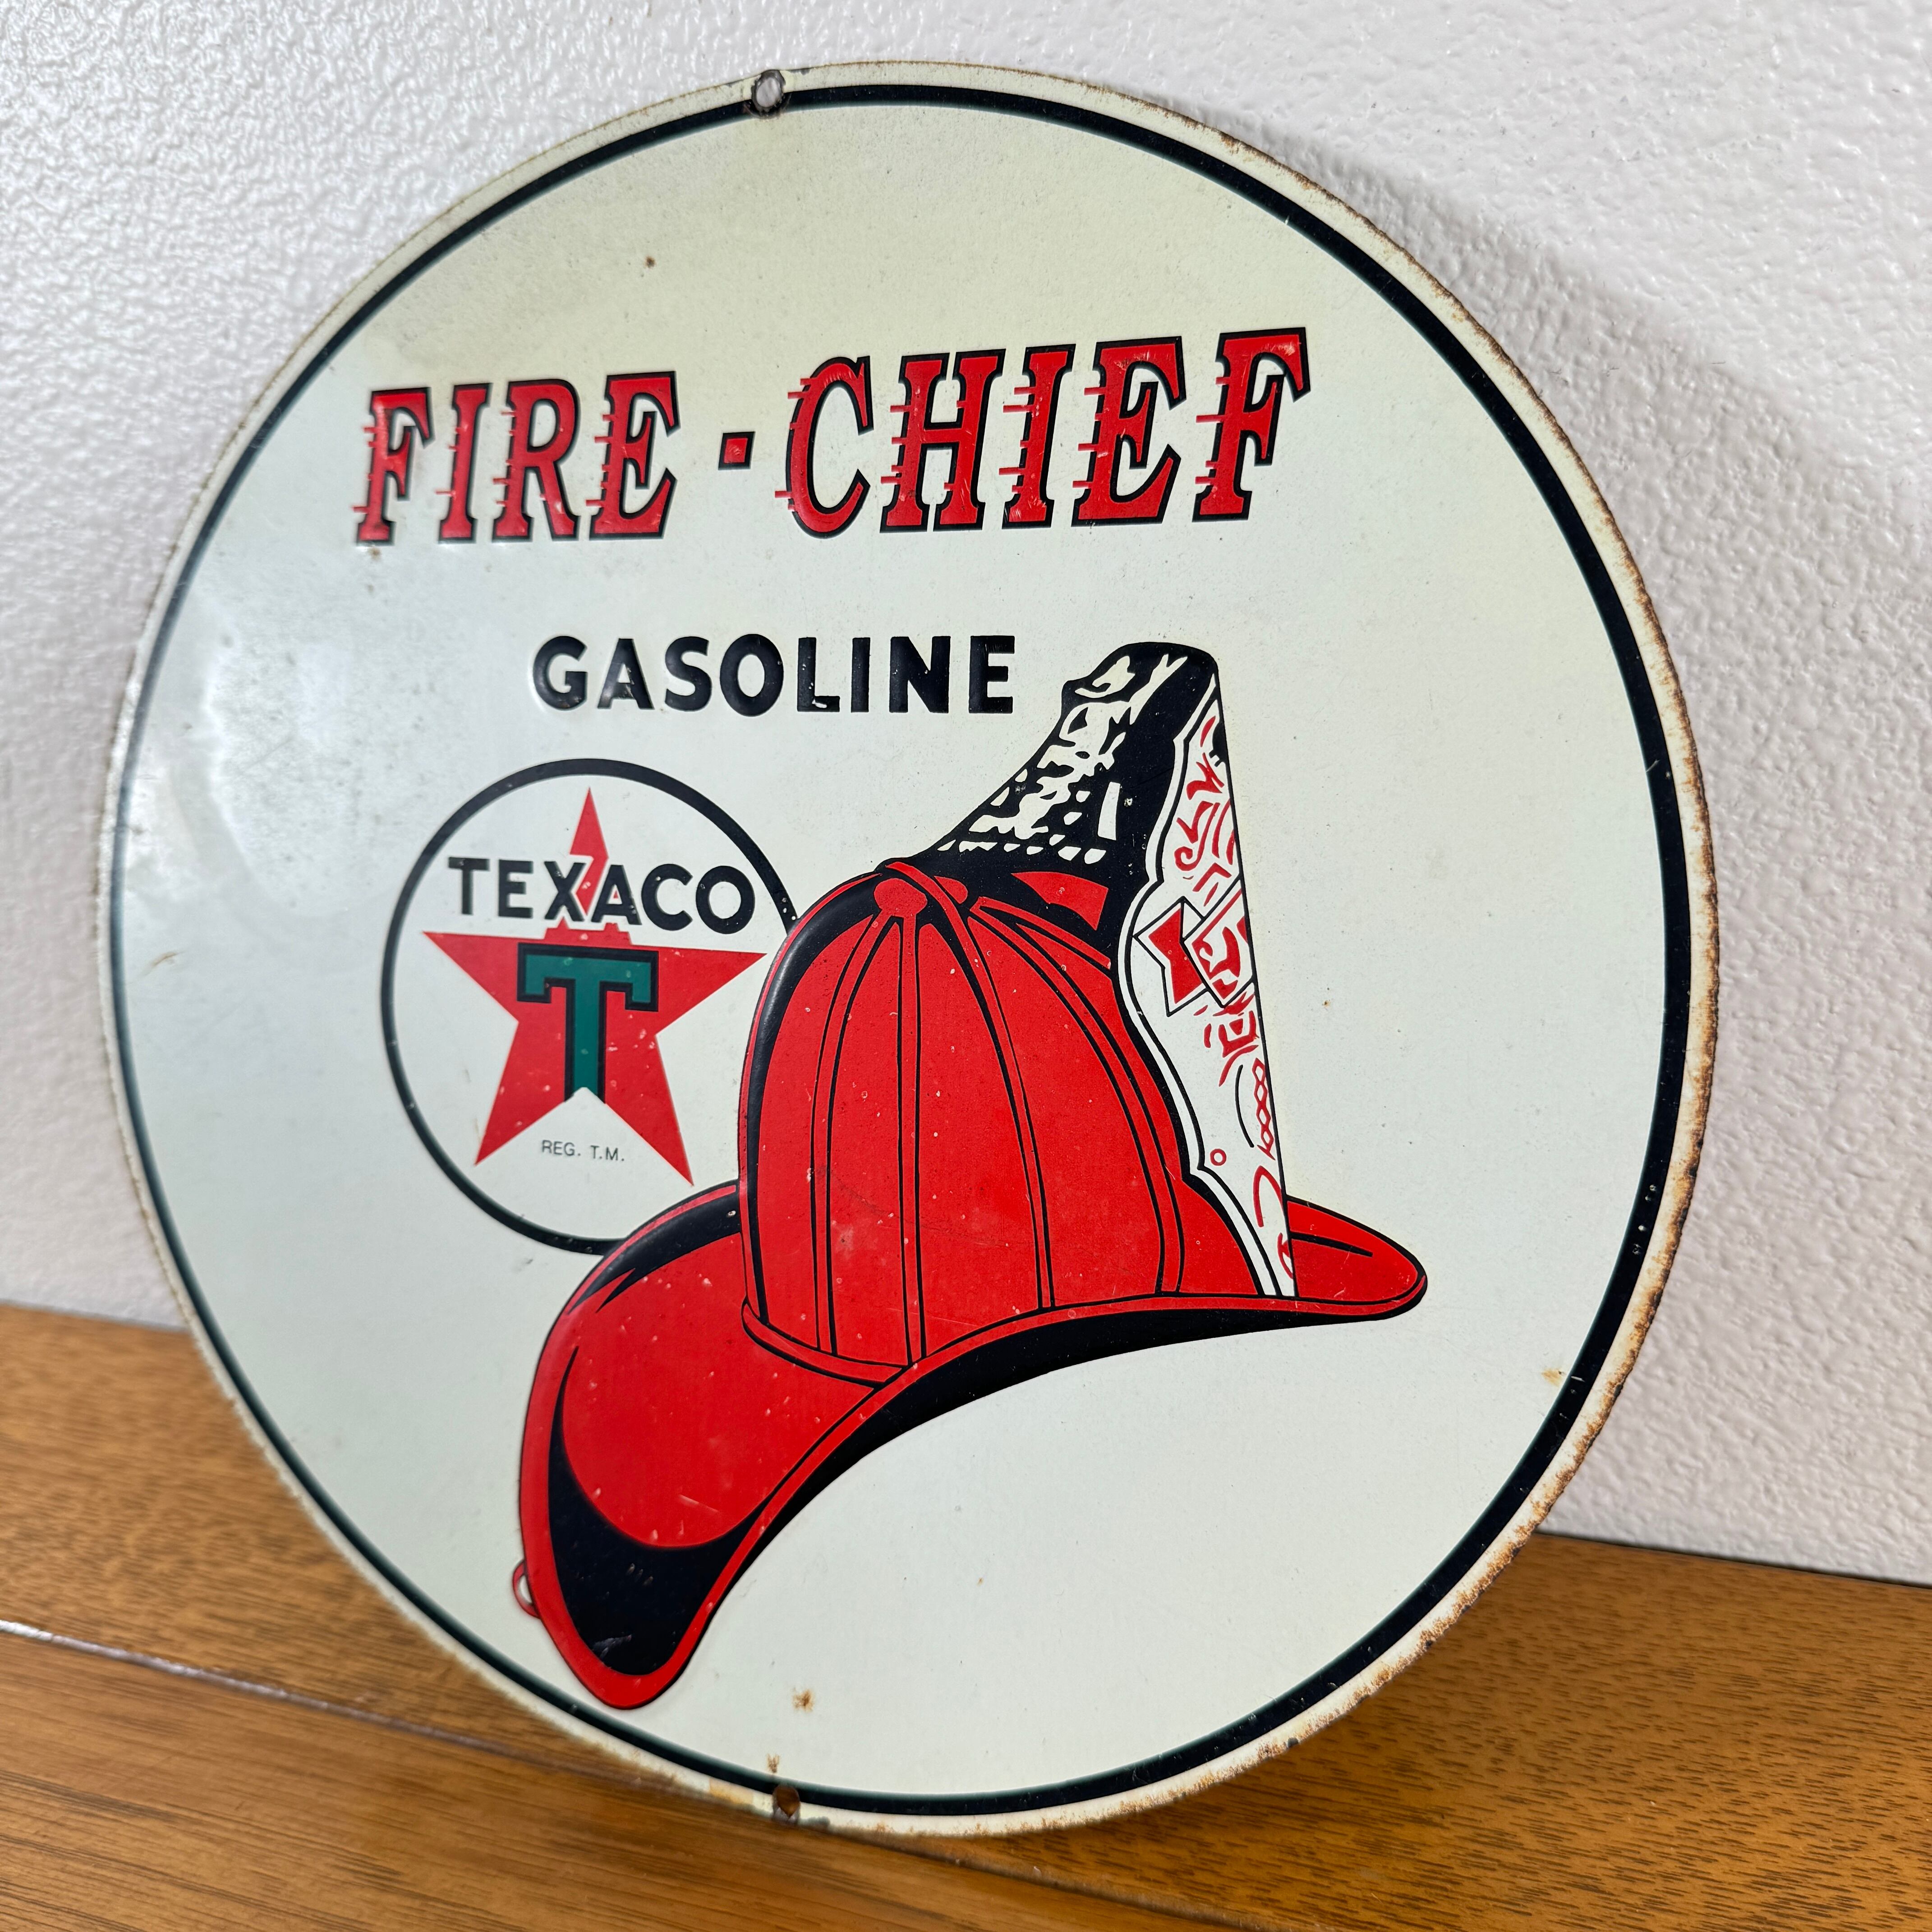 FIRE-CHIEF
GASOLINE
TEXACO
T
REG. T.M.